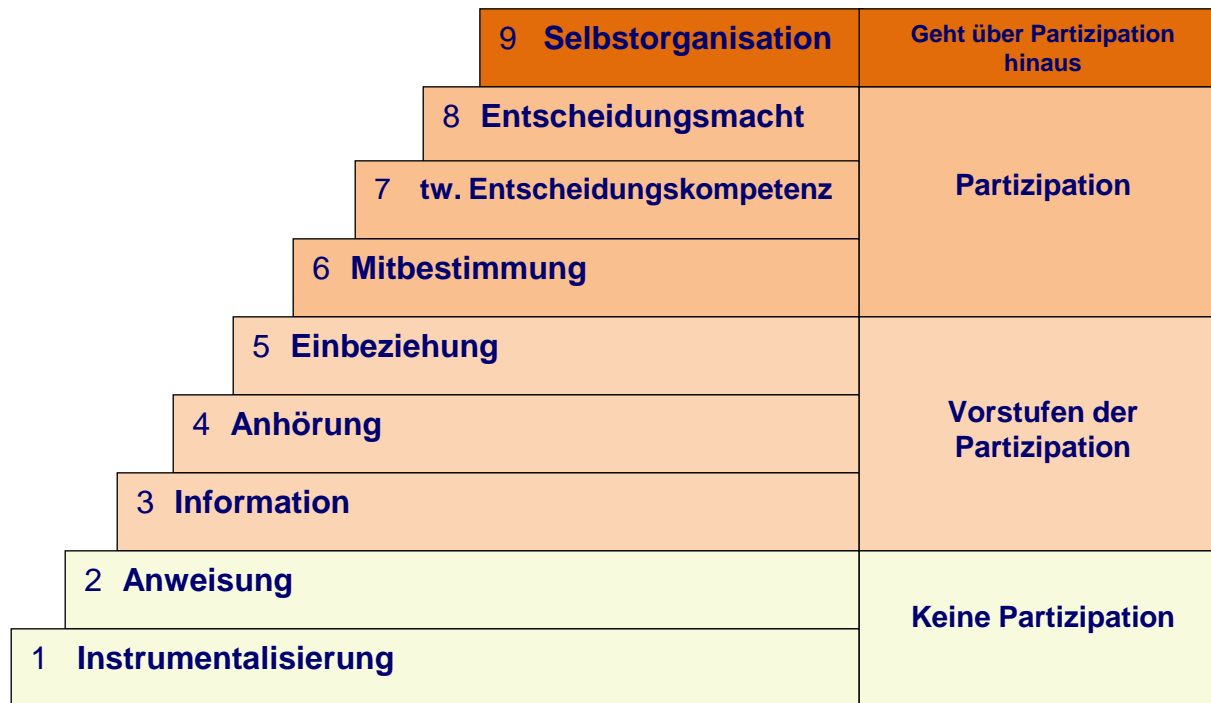 9 Selbstorganisation
Geht über Partizipation
hinaus
8 Entscheidungsmacht
7 tw. Entscheidungskompetenz
Partizipation
6 Mitbestimmung
5 Einbeziehung
4 Anhörung
Vorstufen der
Partizipation
3 Information
2 Anweisung
Keine Partizipation
1 Instrumentalisierung